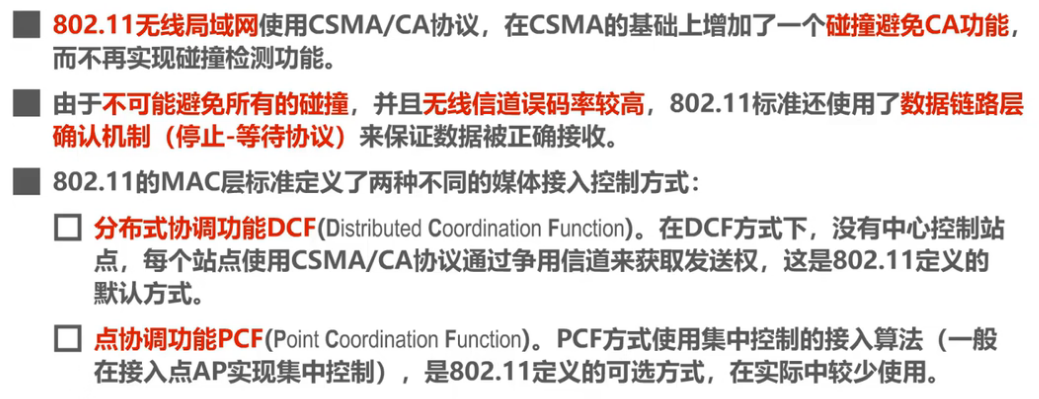 802.11无线局域网使用CSMA/CA协议，在CSMA的基础上增加了一个碰撞避免CA功能，
而不再实现碰撞检测功能。
由于不可能避免所有的碰撞，并且无线信道误码率较高，802.11标准还使用了数据链路层
确认机制（停止-等待协议）来保证数据被正确接收。
802.11的MAC层标准定义了两种不同的媒体接入控制方式：
分布式协调功能DCF(Distributed Coordination Function)。在DCF方式下，没有中心控制站
点，每个站点使用CSMA/CA协议通过争用信道来获取发送权，这是802.11定义的
默认方式。
点协调功能PCF(Point Coordination Function)。PCF方式使用集中控制的接入算法（一般
在接入点AP实现集中控制），是802.11定义的可选方式，在实际中较少使用。